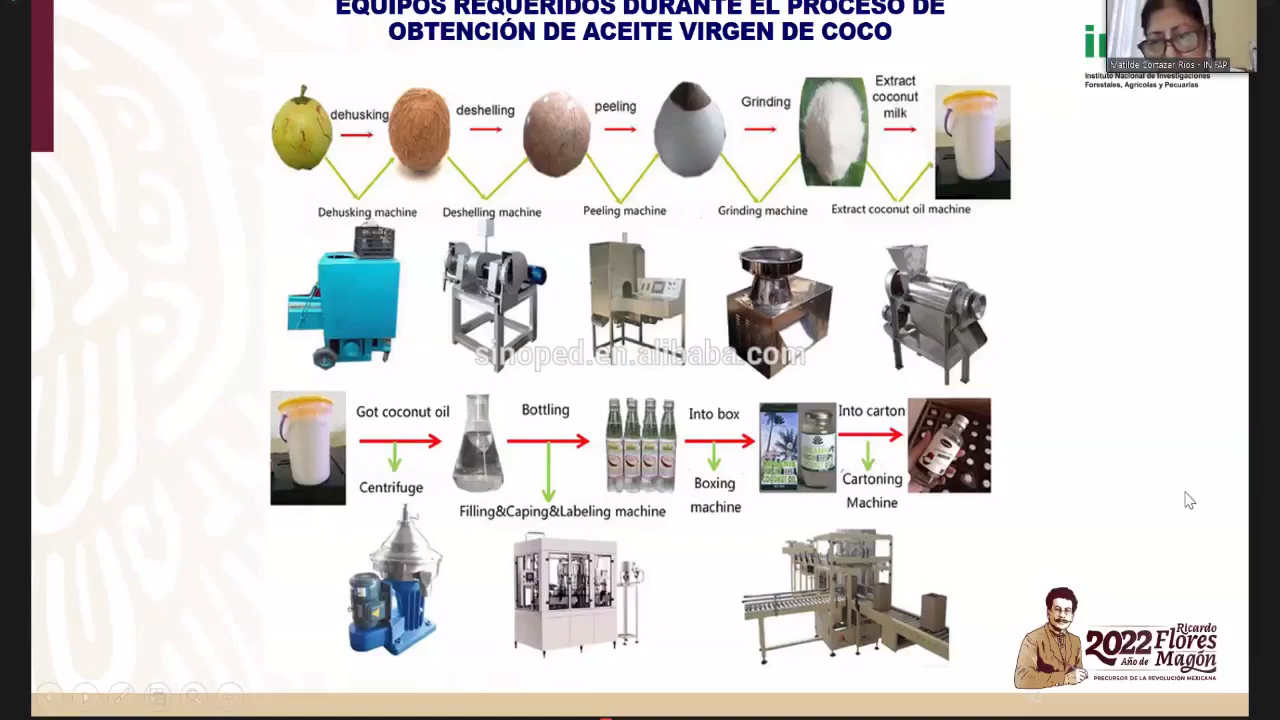 EQUIPOS REQUERIDOS DURANTE EL PROCESO DE
OBTENCIÓN DE ACEITE VIRGEN DE COCO
Matilde Cortazar Rios - INIFAP
Instituto Nacional de Investigaciones
Forestales, Agrícolas y Pecuarias
dehusking
deshelling
peeling
Grinding
Extract
coconut
milk
Dehusking machine
Deshelling machine
Peeling machine
Grinding machine
Extract coconut oil machine
sinoped.en.alibaba.com
Got coconut oil
Bottling
Into box
Into carton
Centrifuge
Filling&Caping&Labeling machine
Boxing
machine
Cartoning
Machine
2022 Ricardo
Flores
Año de Magón
PRECURSOR DE LA REVOLUCIÓN MEXICANA